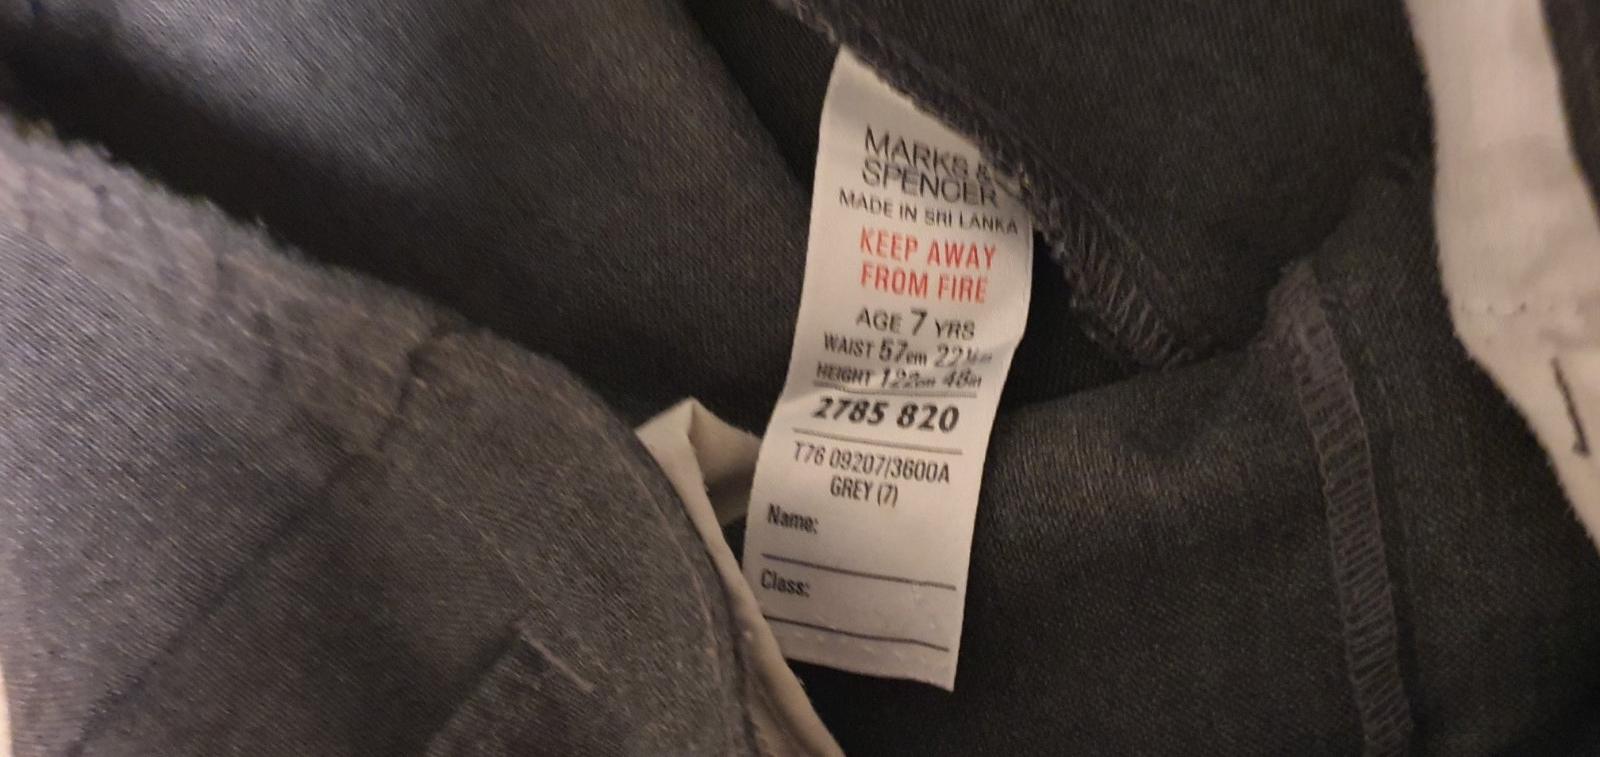 MARKS &
SPENCER
MADE IN SRI LANKA
KEEP AWAY
FROM FIRE
AGE 7 YRS
WAIST 57cm 22½in
HEIGHT 122cm 48in
2785 820
T76 09207/3600A
GREY (7)
Name:
Class: